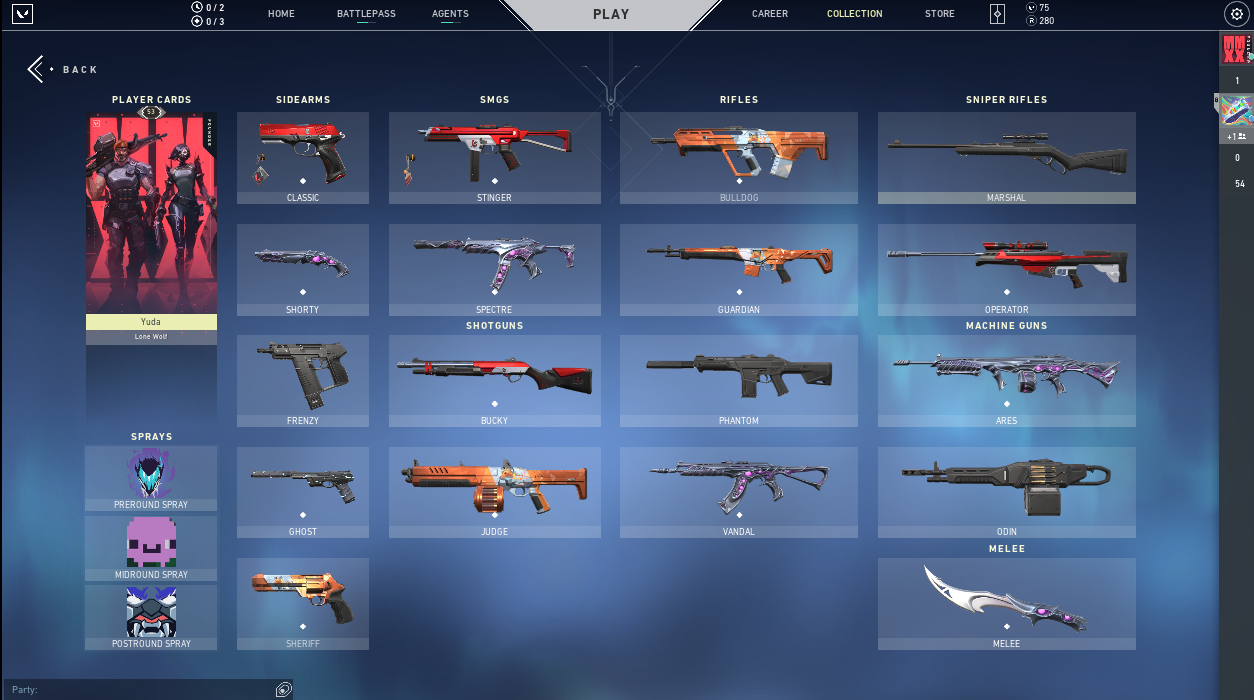 0 / 2
0 / 3
HOME
BATTLEPASS
AGENTS
PLAY
CAREER
COLLECTION
STORE
75
R 280
BACK
PLAYER CARDS
SIDEARMS
SMGS
RIFLES
SNIPER RIFLES
53
FOUNDER
1
+1
0
54
CLASSIC
STINGER
BULLDOG
MARSHAL
SHORTY
SPECTRE
GUARDIAN
OPERATOR
Yuda
Lone Wolf
SHOTGUNS
MACHINE GUNS
FRENZY
BUCKY
PHANTOM
ARES
SPRAYS
PREROUND SPRAY
GHOST
JUDGE
VANDAL
ODIN
MELEE
MIDROUND SPRAY
POSTROUND SPRAY
SHERIFF
MELEE
Party: